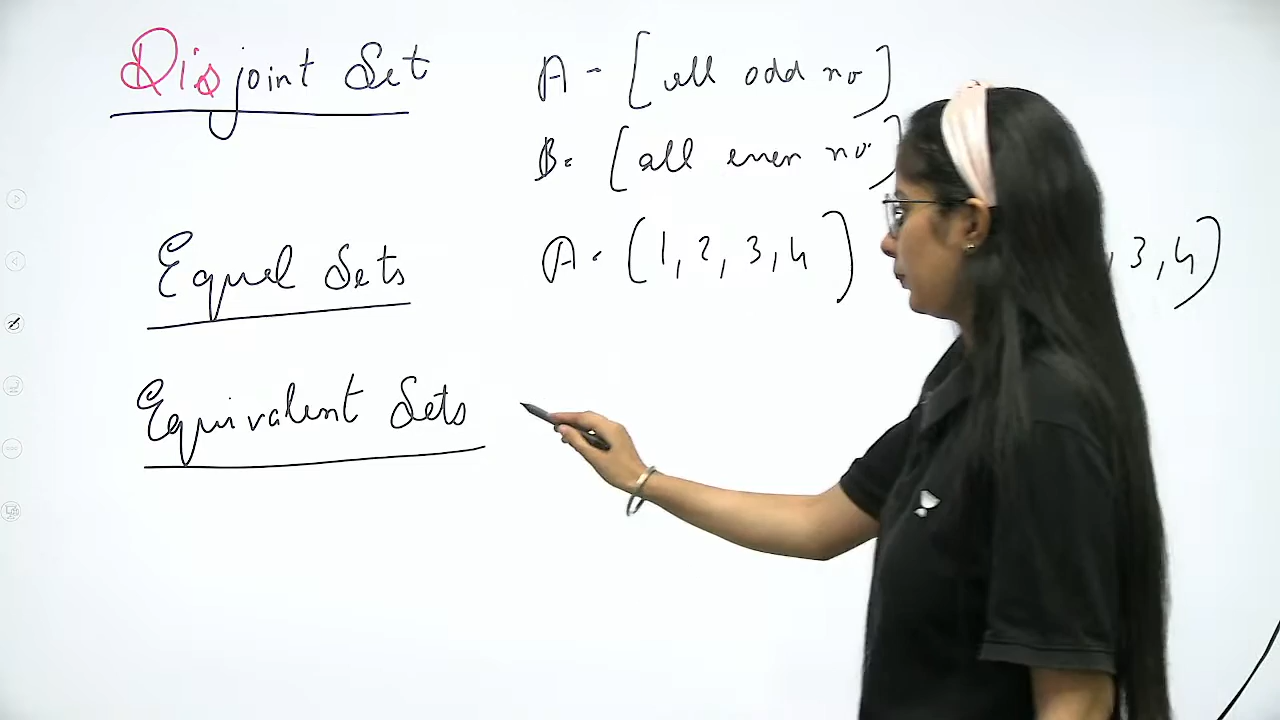 Disjoint Set A - [all odd no]
B = [all even no]
Equal Sets A = (1, 2, 3, 4) , 3, 4)
Equivalent Sets